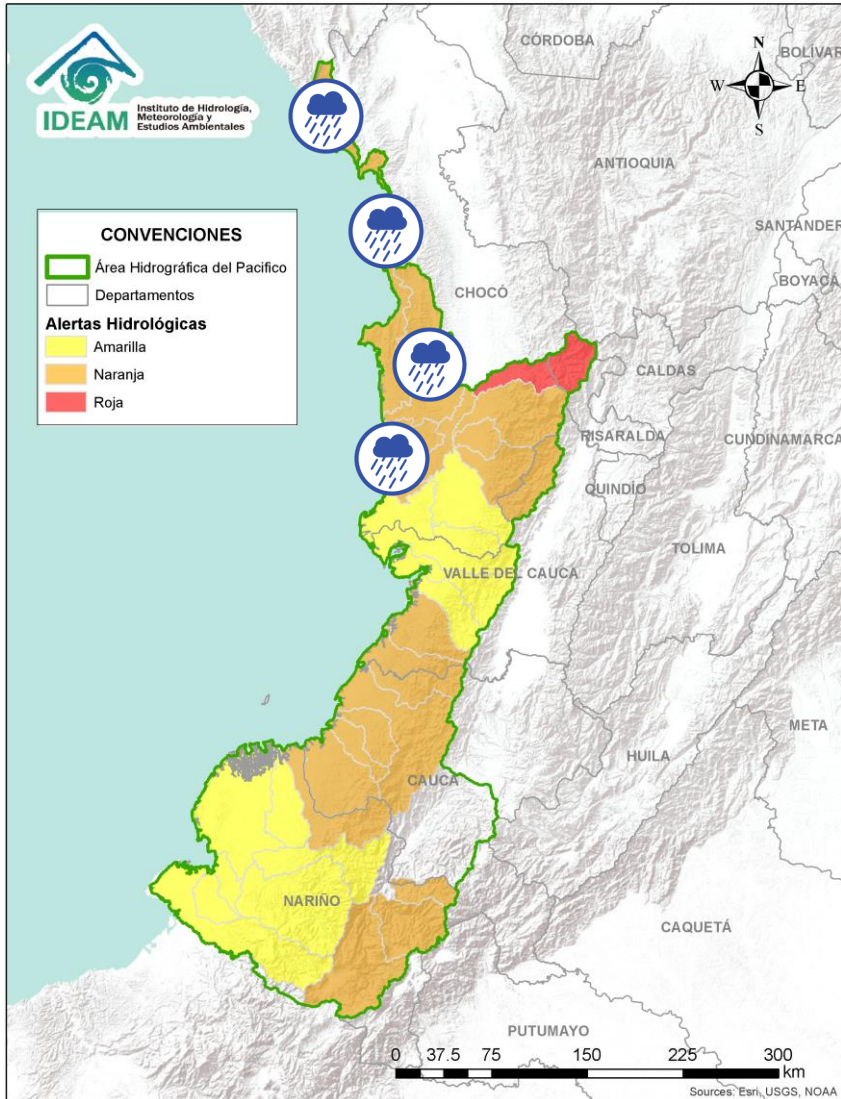 IDEAM
Instituto de Hidrología,
Meteorología y
Estudios Ambientales
CÓRDOBA
BOLÍVAR
N
W
E
S
ANTIOQUIA
SANTANDER
BOYACÁ
CONVENCIONES
Área Hidrográfica del Pacifico
Departamentos
Alertas Hidrológicas
Amarilla
Naranja
Roja
CHOCÓ
CALDAS
RISARALDA
CUNDINAMARCA
QUINDÍO
TOLIMA
VALLE DEL CAUCA
META
HUILA
CAUCA
NARIÑO
CAQUETÁ
PUTUMAYO
0 37.5 75 150 225 300
km
Sources: Esri, USGS, NOAA